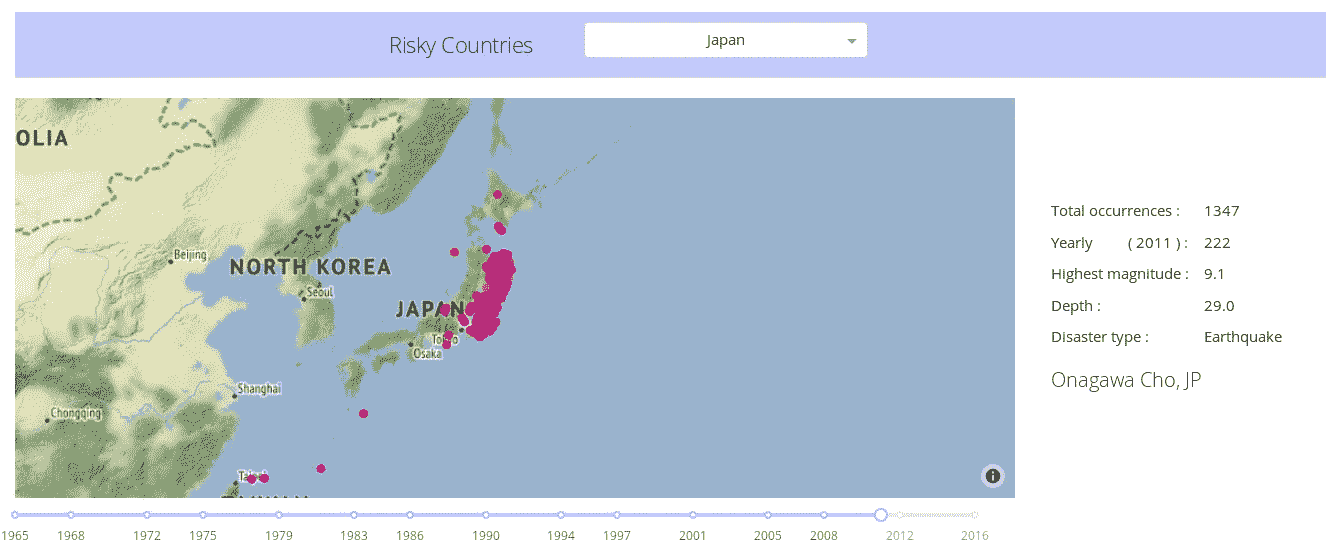 Risky Countries
Japan
OLIA
Beijing
NORTH KOREA
Seoul
JAPAN
Tokyo
Osaka
Shanghai
Chongqing
Total occurrences : 1347
Yearly ( 2011 ) : 222
Highest magnitude : 9.1
Depth : 29.0
Disaster type : Earthquake
Onagawa Cho, JP
1965 1968 1972 1975 1979 1983 1986 1990 1994 1997 2001 2005 2008 2012 2016